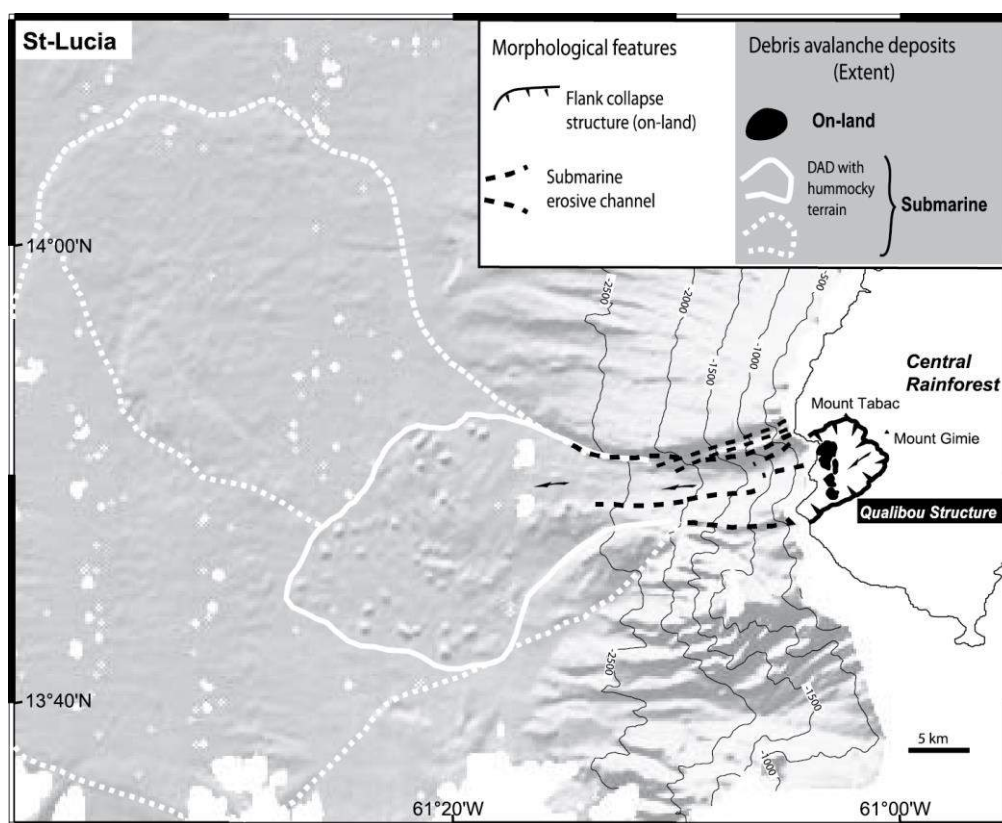 St-Lucia
Morphological features
Flank collapse
structure (on-land)
Submarine
erosive channel
Debris avalanche deposits
(Extent)
On-land
DAD with
hummocky
terrain
Submarine
14°00'N
13°40'N
61°20'W
61°00'W
-2500
-2000
-1500
-1000
-500
Central
Rainforest
Mount Tabac
Mount Gimie
Qualibou Structure
-2500
-1500
-1000
5 km